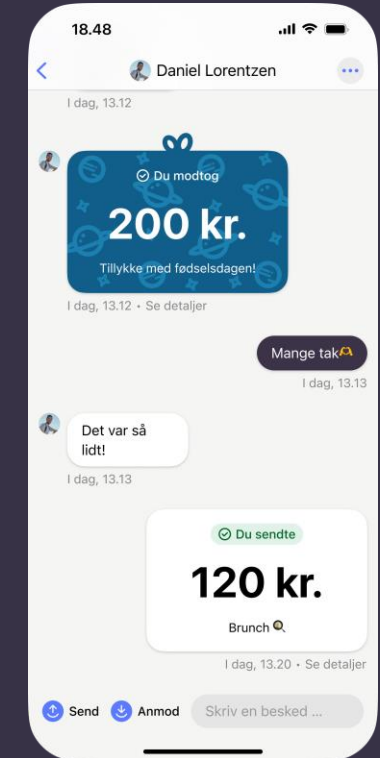 18.48
Daniel Lorentzen
I dag, 13.12
Du modtog
200 kr.
Tillykke med fødselsdagen!
I dag, 13.12 • Se detaljer
Mange tak🫶
I dag, 13.13
Det var så
lidt!
I dag, 13.13
Du sendte
120 kr.
Brunch 🍳
I dag, 13.20 • Se detaljer
Send
Anmod
Skriv en besked ...